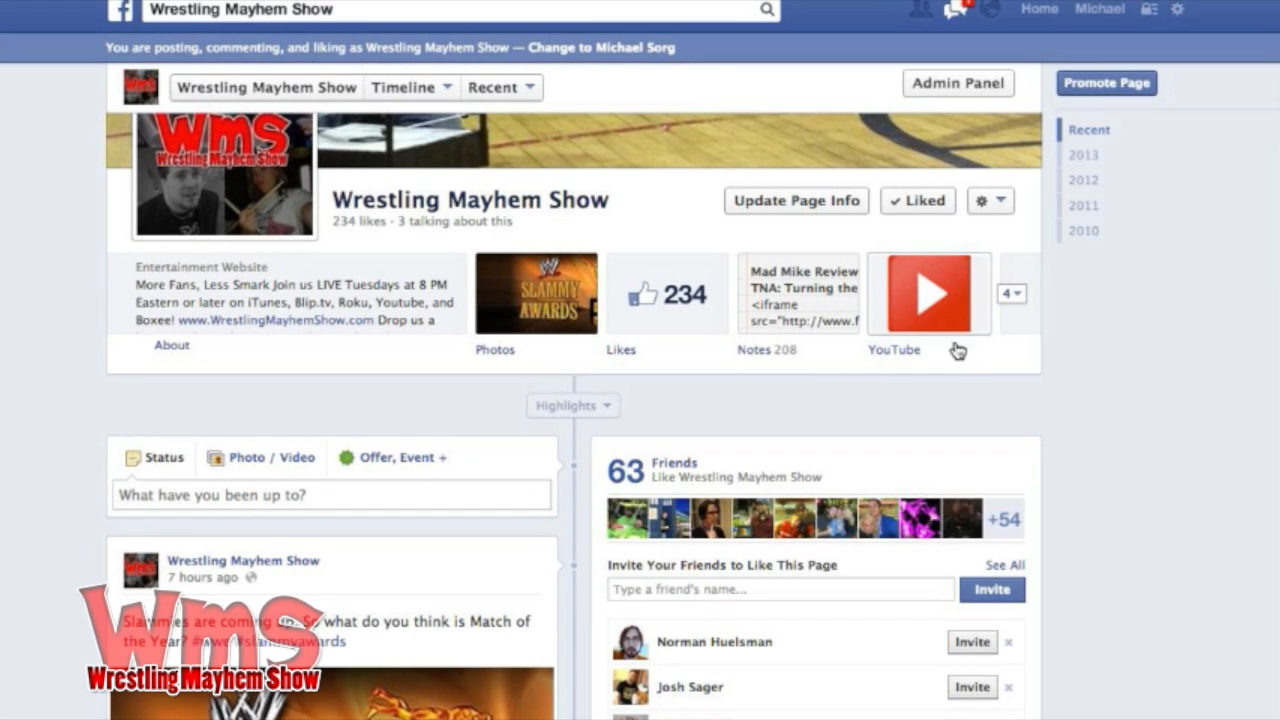 Wrestling Mayhem Show
Home Michael
You are posting, commenting, and liking as Wrestling Mayhem Show — Change to Michael Sorg
Wrestling Mayhem Show Timeline Recent
Admin Panel
Promote Page
Recent
2013
2012
2011
2010
wms
Wrestling Mayhem Show
Wrestling Mayhem Show
234 likes · 3 talking about this
Update Page Info
✓ Liked
Entertainment Website
More Fans, Less Smark Join us LIVE Tuesdays at 8 PM
Eastern or later on iTunes, Blip.tv, Roku, Youtube, and
Boxee! www.WrestlingMayhemShow.com Drop us a
About
SLAMMY
AWARDS
Photos
234
Likes
Mad Mike Review
TNA: Turning the
<iframe
src="http://www.f
Notes 208
YouTube
4
Highlights
Status Photo / Video Offer, Event +
What have you been up to?
63 Friends
Like Wrestling Mayhem Show
+54
Invite Your Friends to Like This Page See All
Type a friend's name... Invite
Norman Huelsman Invite
Josh Sager Invite
Wrestling Mayhem Show
7 hours ago
Slammies are coming up. So what do you think is Match of
the Year? #wwe #slammyawards
wms
Wrestling Mayhem Show